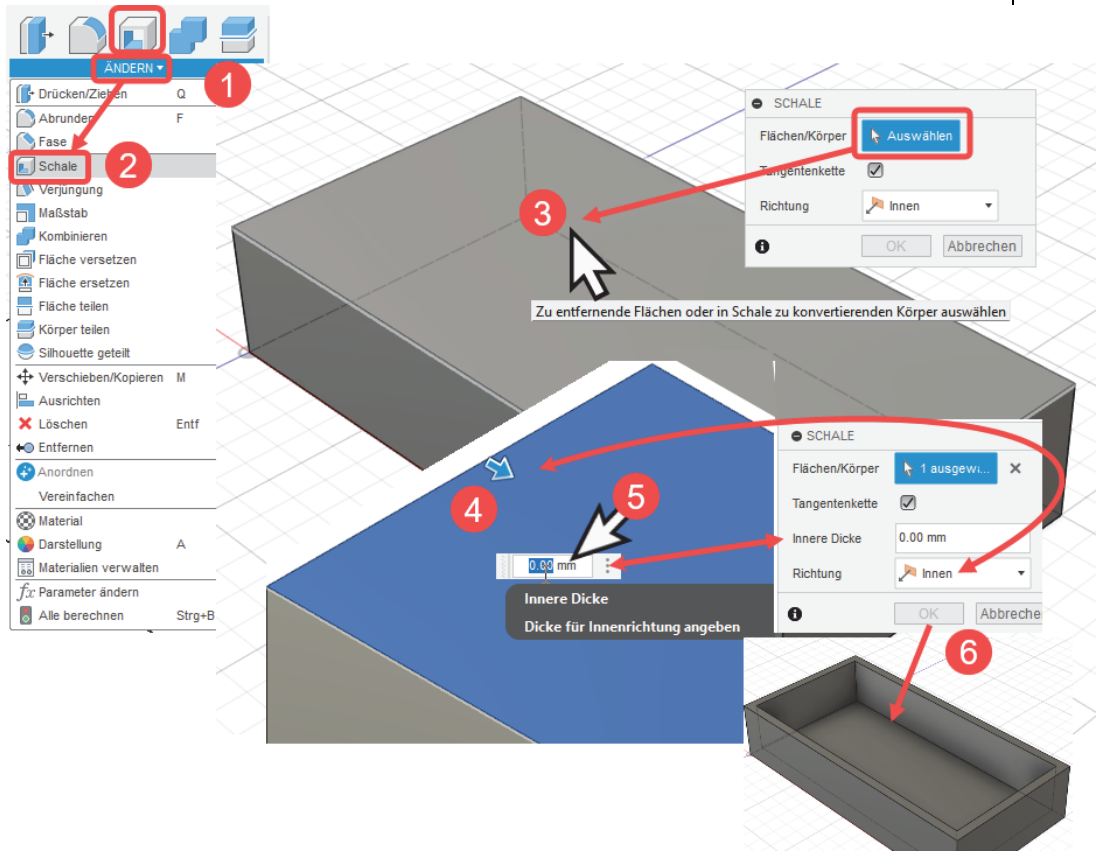 ÄNDERN
1
Drücken/Ziehen Q
Abrunden F
Fase
Schale
2
Verjüngung
Maßstab
Kombinieren
Fläche versetzen
Fläche ersetzen
Fläche teilen
Körper teilen
Silhouette geteilt
Verschieben/Kopieren M
Ausrichten
Löschen Entf
Entfernen
Anordnen
Vereinfachen
Material
Darstellung A
Materialien verwalten
fx Parameter ändern
Alle berechnen Strg+B
SCHALE
Flächen/Körper Auswählen
Tangentenkette
Richtung Innen
OK Abbrechen
3
Zu entfernende Flächen oder in Schale zu konvertierenden Körper auswählen
4
5
0.00 mm
Innere Dicke
Dicke für Innenrichtung angeben
SCHALE
Flächen/Körper 1 ausgewi...
Tangentenkette
Innere Dicke 0.00 mm
Richtung Innen
OK Abbreche
6